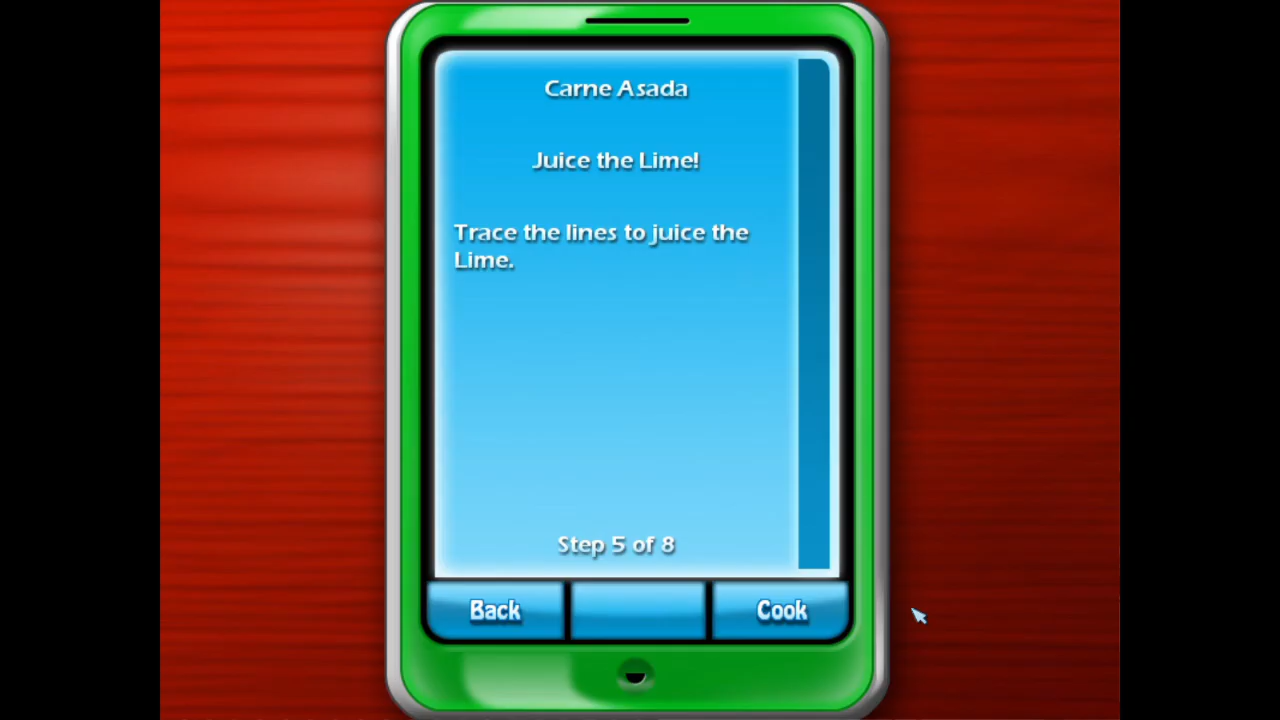 Carne Asada
Juice the Lime!
Trace the lines to juice the
Lime.
Step 5 of 8
Back
Cook